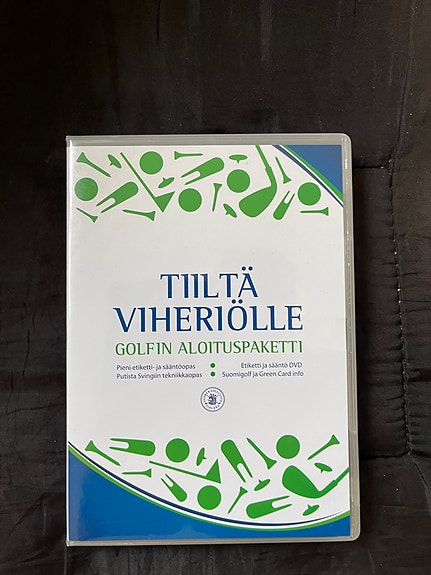 TIILTÄ
VIHERIÖLLE
GOLFIN ALOITUSPAKETTI
Pieni etiketti- ja sääntöopas • Etiketti ja sääntö DVD
Putista Svingiin tekniikkaopas • Suomigolf ja Green Card info